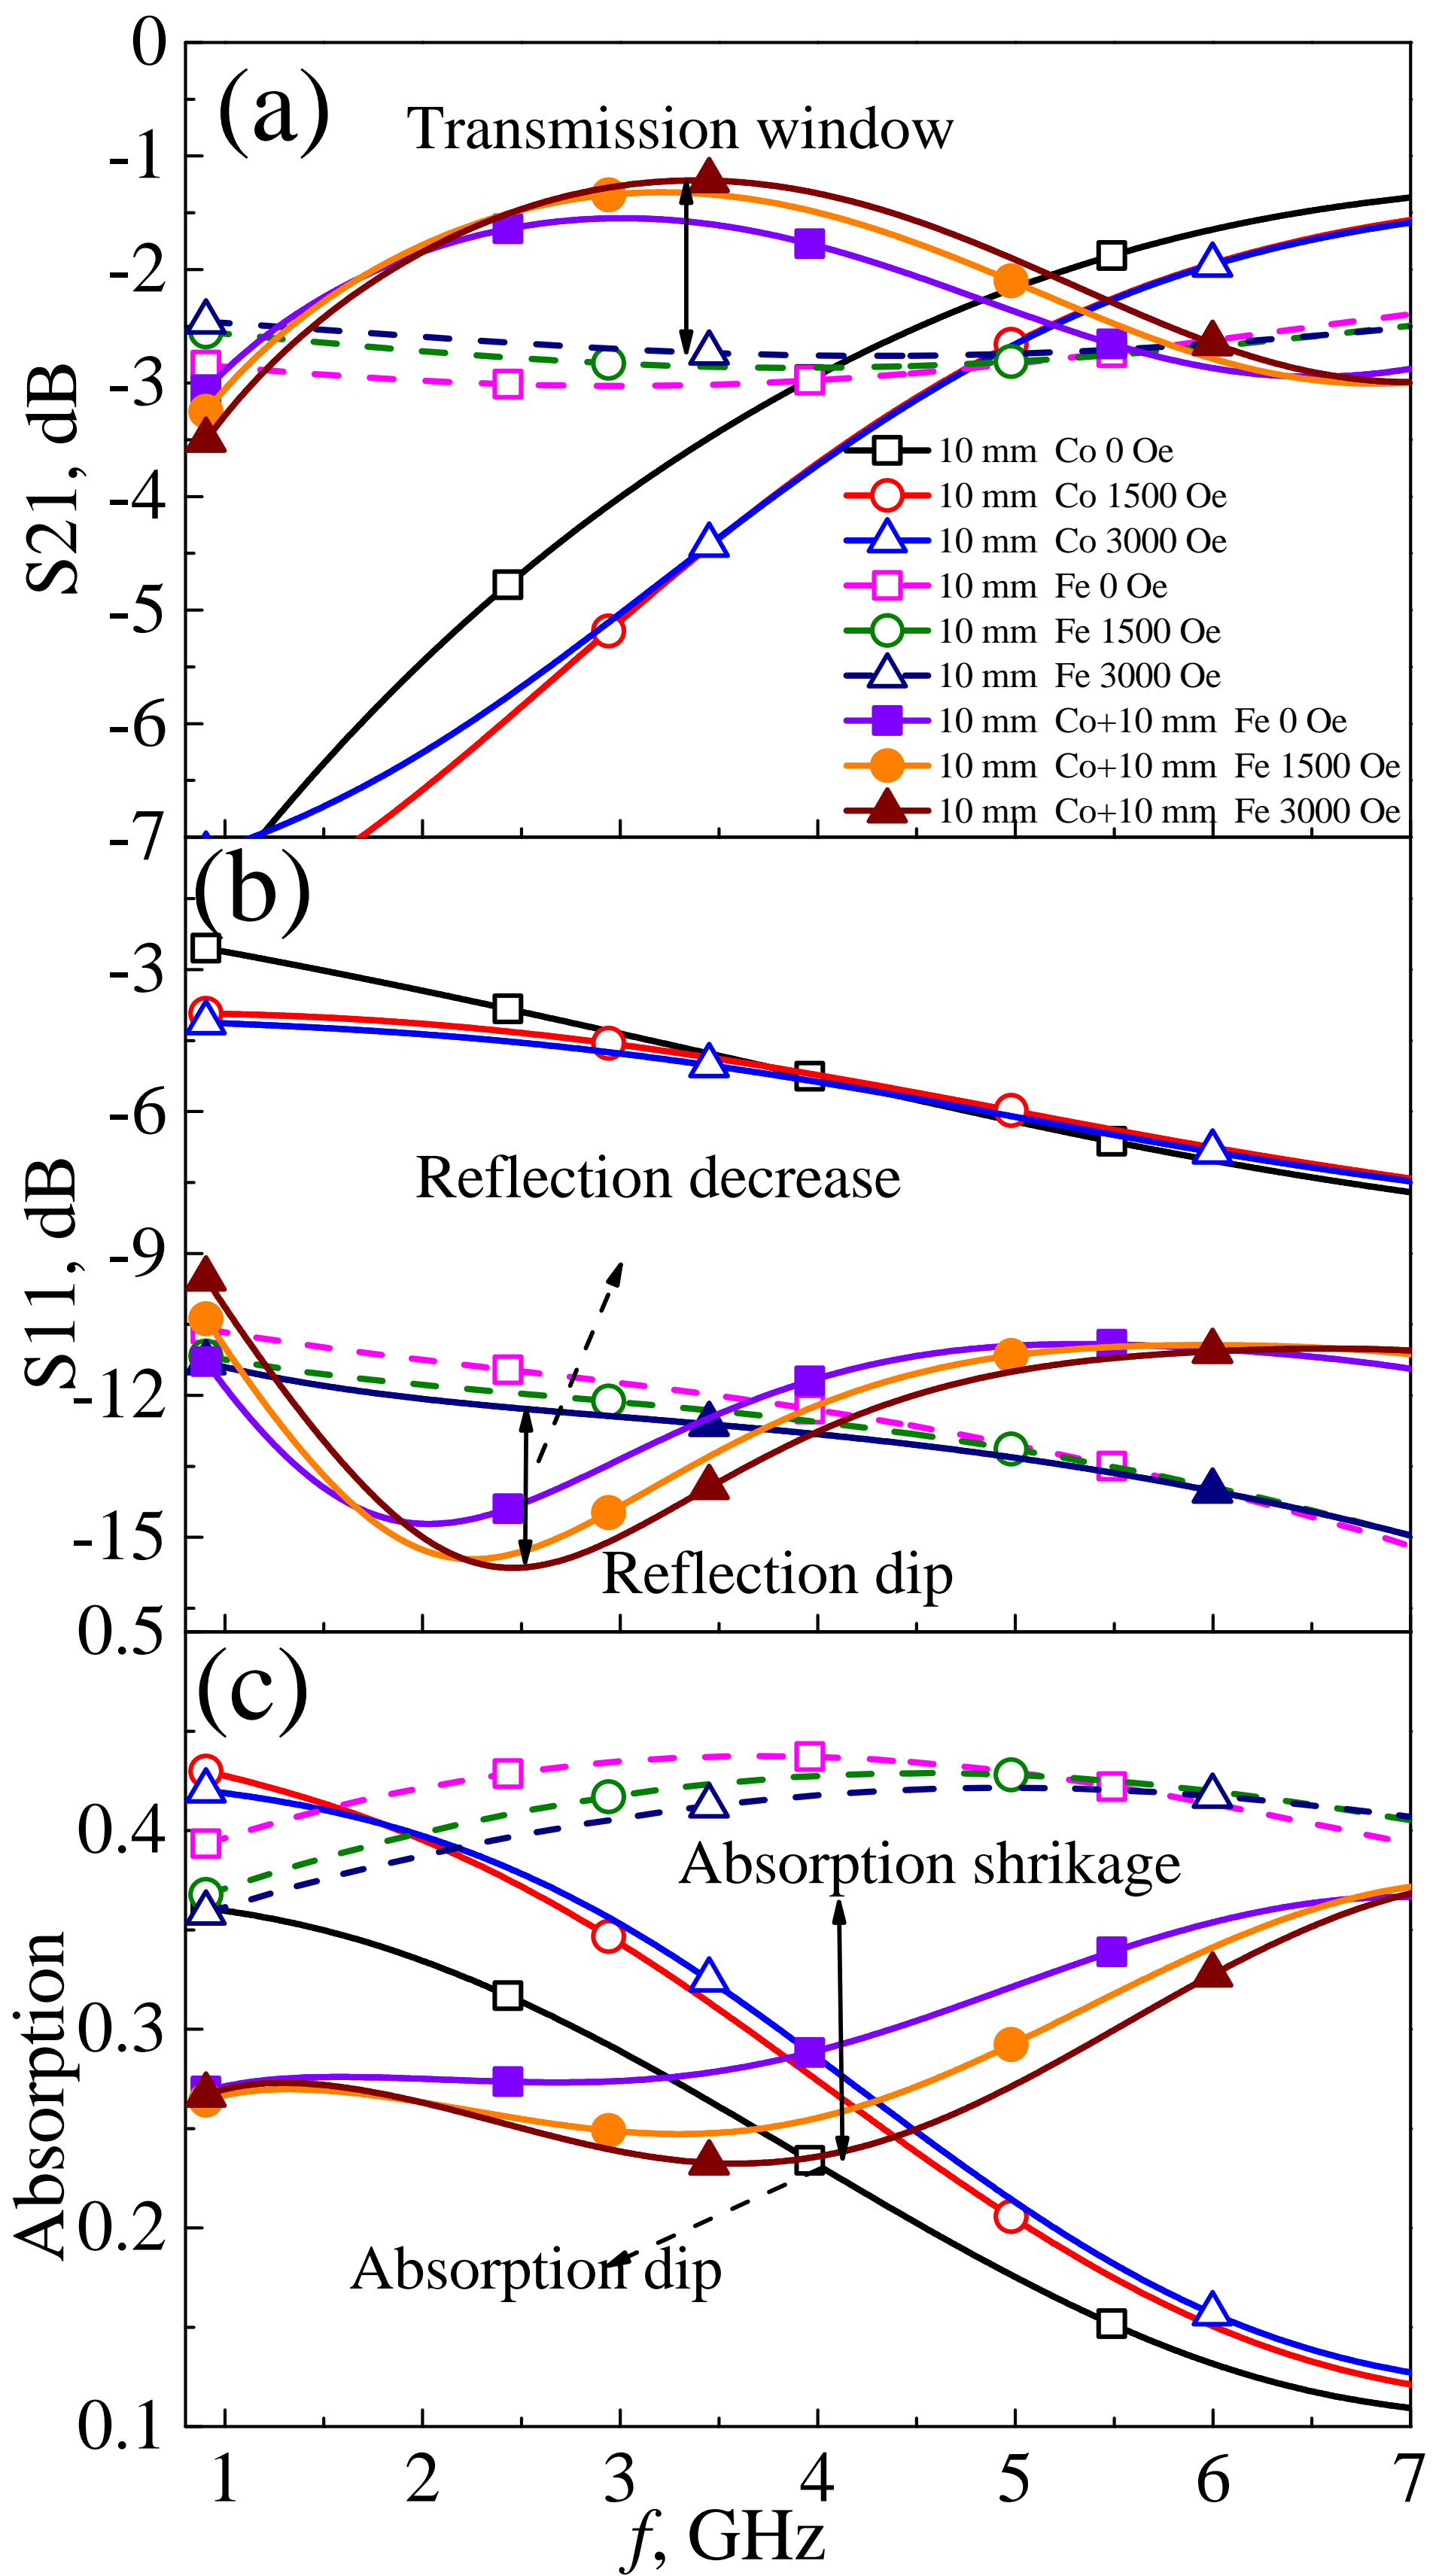 0
(a)
Transmission window
-1
-2
-3
-4
-5
-6
-7
S21, dB
10 mm Co 0 Oe
10 mm Co 1500 Oe
10 mm Co 3000 Oe
10 mm Fe 0 Oe
10 mm Fe 1500 Oe
10 mm Fe 3000 Oe
10 mm Co+10 mm Fe 0 Oe
10 mm Co+10 mm Fe 1500 Oe
10 mm Co+10 mm Fe 3000 Oe
(b)
-3
-6
Reflection decrease
-9
-12
-15
S11, dB
Reflection dip
0.5
(c)
0.4
Absorption shrikage
0.3
0.2
Absorption dip
0.1
Absorption
1 2 3 4 5 6 7
f, GHz